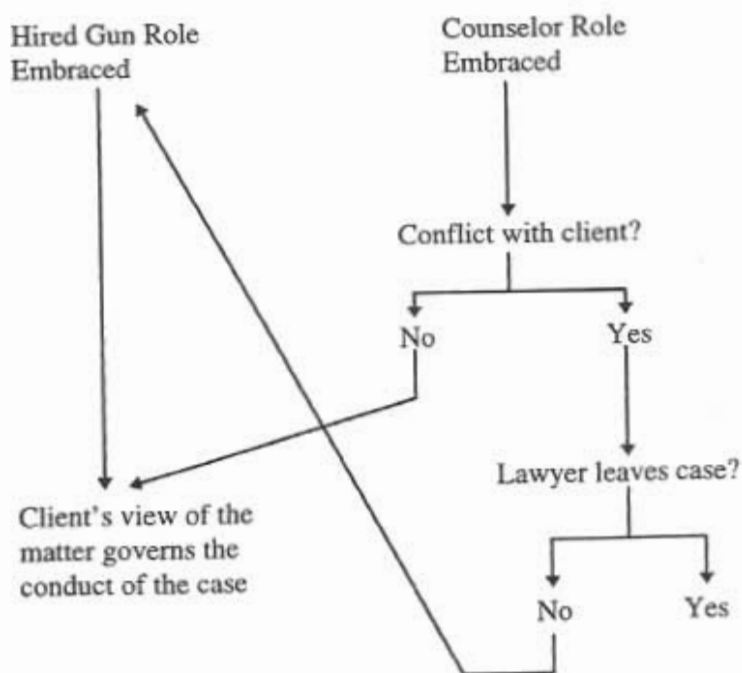 Hired Gun Role
Embraced
Counselor Role
Embraced
Conflict with client?
No
Yes
Lawyer leaves case?
Client's view of the
matter governs the
conduct of the case
No
Yes